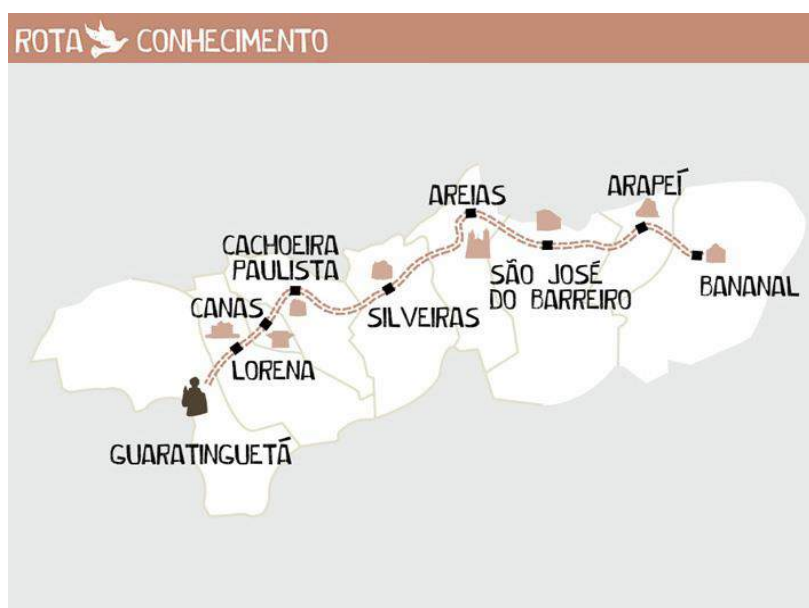 ROTA CONHECIMENTO
AREIAS
ARAPEÍ
CACHOEIRA
PAULISTA
SÃO JOSÉ
DO BARREIRO
BANANAL
CANAS
SILVEIRAS
LORENA
GUARATINGUETÁ